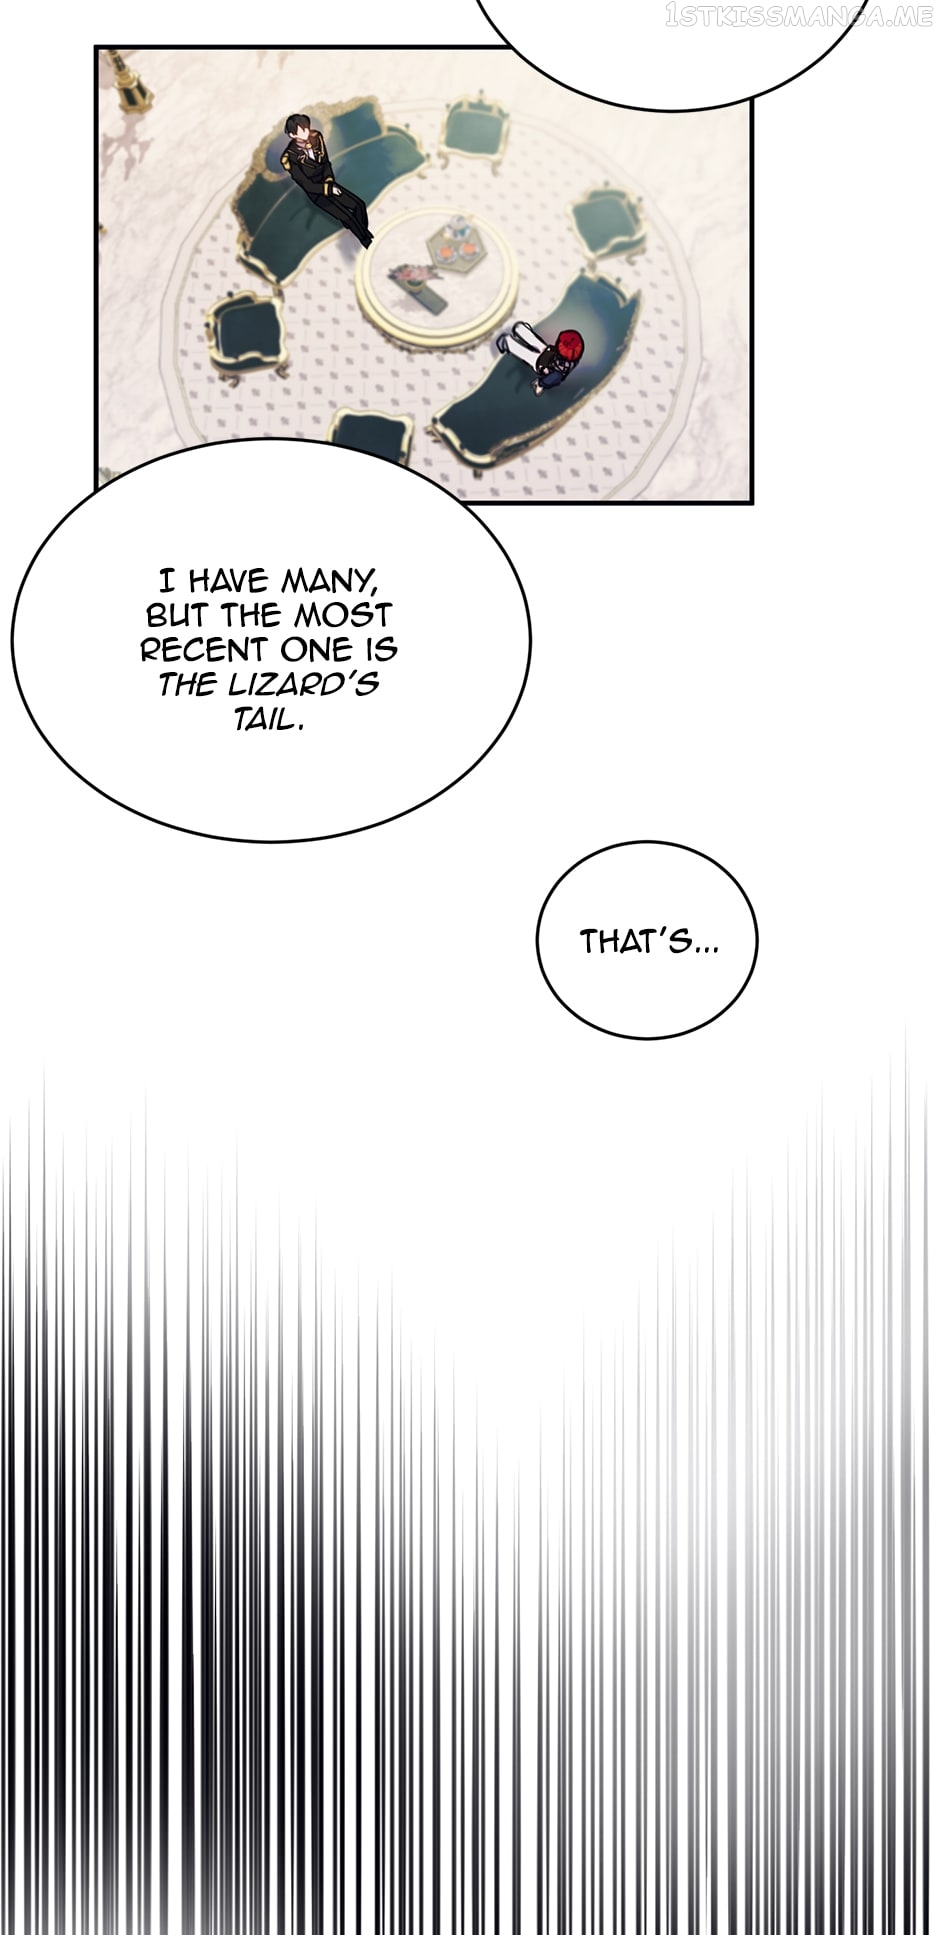 1STKISSMANGA.ME
I HAVE MANY,
BUT THE MOST
RECENT ONE IS
THE LIZARD'S
TAIL.
THAT'S...